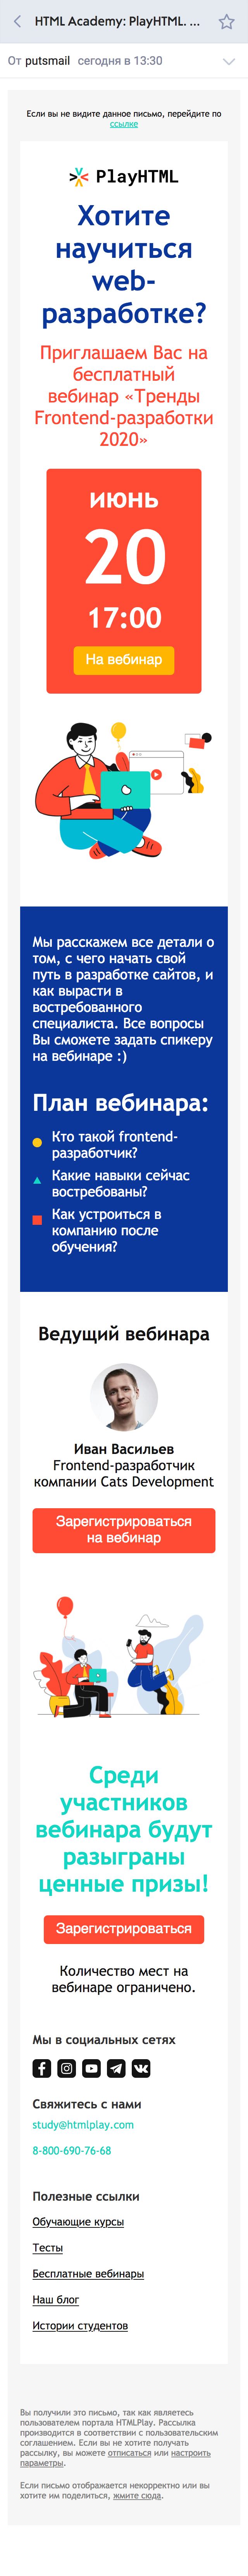 HTML Academy: PlayHTML. ...
От putsmail сегодня в 13:30
Если вы не видите данное письмо, перейдите по
ссылке
PlayHTML
Хотите
научиться
web-
разработке?
Приглашаем Вас на
бесплатный
вебинар «Тренды
Frontend-разработки
2020»
июнь
20
17:00
На вебинар
Мы расскажем все детали о
том, с чего начать свой
путь в разработке сайтов, и
как вырасти в
востребованного
специалиста. Все вопросы
Вы сможете задать спикеру
на вебинаре :)
План вебинара:
Кто такой frontend-
разработчик?
Какие навыки сейчас
востребованы?
Как устроиться в
компанию после
обучения?
Ведущий вебинара
Иван Васильев
Frontend-разработчик
компании Cats Development
Зарегистрироваться
на вебинар
Среди
участников
вебинара будут
разыграны
ценные призы!
Зарегистрироваться
Количество мест на
вебинаре ограничено.
Мы в социальных сетях
Свяжитесь с нами
study@htmlplay.com
8-800-690-76-68
Полезные ссылки
Обучающие курсы
Тесты
Бесплатные вебинары
Наш блог
Истории студентов
Вы получили это письмо, так как являетесь
пользователем портала HTMLPlay. Рассылка
производится в соответствии с пользовательским
соглашением. Если вы не хотите получать
рассылку, вы можете отписаться или настроить
параметры.
Если письмо отображается некорректно или вы
хотите им поделиться, жмите сюда.